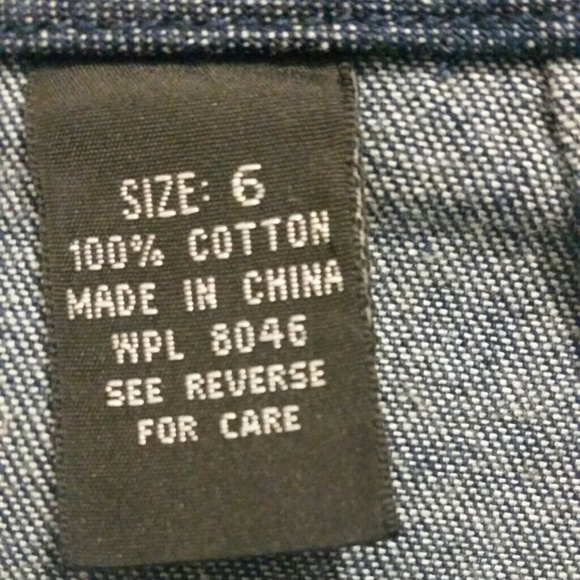 SIZE: 6
100% COTTON
MADE IN CHINA
WPL 8046
SEE REVERSE
FOR CARE